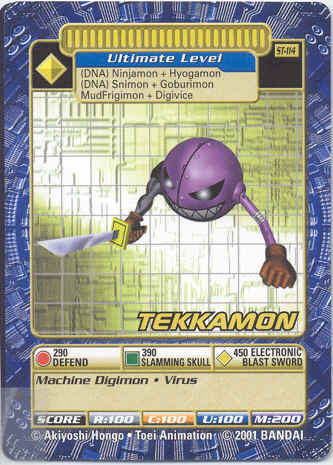 Ultimate Level
ST-114
(DNA) Ninjamon + Hyogamon
(DNA) Snimon + Goburimon
MudFrigimon + Digivice
TEKKAMON
290
DEFEND
390
SLAMMING SKULL
450 ELECTRONIC
BLAST SWORD
Machine Digimon • Virus
SCORE R:100 C:100 U:100 M:200
© Akiyoshi Hongo • Toei Animation • © 2001 BANDAI